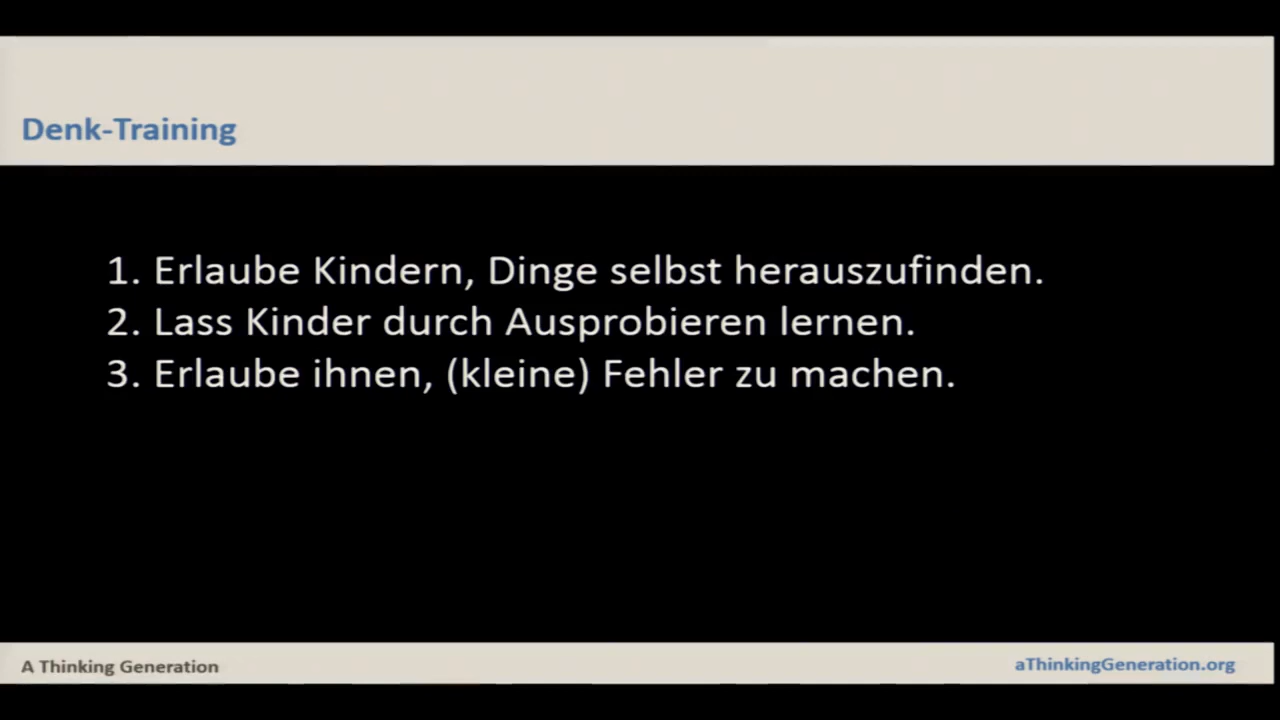 Denk-Training
1. Erlaube Kindern, Dinge selbst herauszufinden.
2. Lass Kinder durch Ausprobieren lernen.
3. Erlaube ihnen, (kleine) Fehler zu machen.
A Thinking Generation
aThinkingGeneration.org